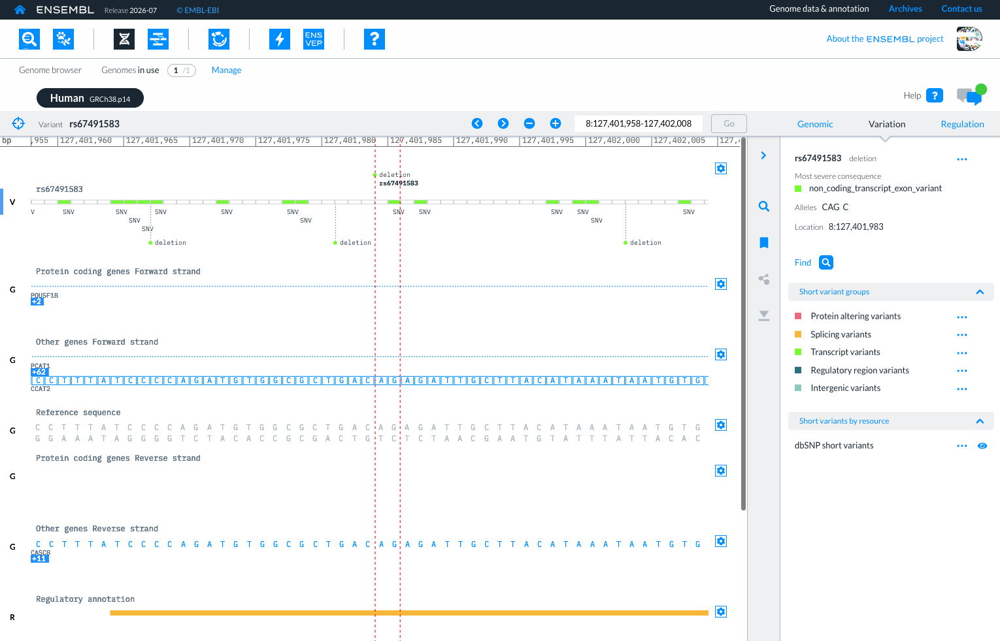 ENSEMBL Release 2026-07 © EMBL-EBI Genome data & annotation Archives Contact us
ENS VEP ? About the ENSEMBL project
Genome browser Genomes in use 1 /1 Manage
Human GRCh38.p14 Help ?
Variant rs67491583 8:127,401,958-127,402,008 Go Genomic Variation Regulation
bp ,955 127,401,960 127,401,965 127,401,970 127,401,975 127,401,980 127,401,985 127,401,990 127,401,995 127,402,000 127,402,005 127,4
deletion
rs67491583
rs67491583
V
V SNV SNV SNV SNV SNV SNV SNV SNV SNV SNV
SNV SNV SNV
SNV
deletion deletion deletion
Protein coding genes Forward strand
G
POU5F1B
+2
Other genes Forward strand
G
PCAT1
+62
C C T T T A T C C C C A G A T G T G G C G C T G A C A G A G A T T G C T T A C A T A A A T A A T G T G
CCAT2
Reference sequence
G
C C T T T A T C C C C A G A T G T G G C G C T G A C A G A G A T T G C T T A C A T A A A T A A T G T G
G G A A A T A G G G G T C T A C A C C G C G A C T G T C T C T A A C G A A T G T A T T T A T T A C A C
Protein coding genes Reverse strand
G
Other genes Reverse strand
G
C C T T T A T C C C C A G A T G T G G C G C T G A C A G A G A T T G C T T A C A T A A A T A A T G T G
CASC8
+11
Regulatory annotation
R
rs67491583 deletion
Most severe consequence
non_coding_transcript_exon_variant
Alleles CAG C
Location 8:127,401,983
Find
Short variant groups
Protein altering variants
Splicing variants
Transcript variants
Regulatory region variants
Intergenic variants
Short variants by resource
dbSNP short variants